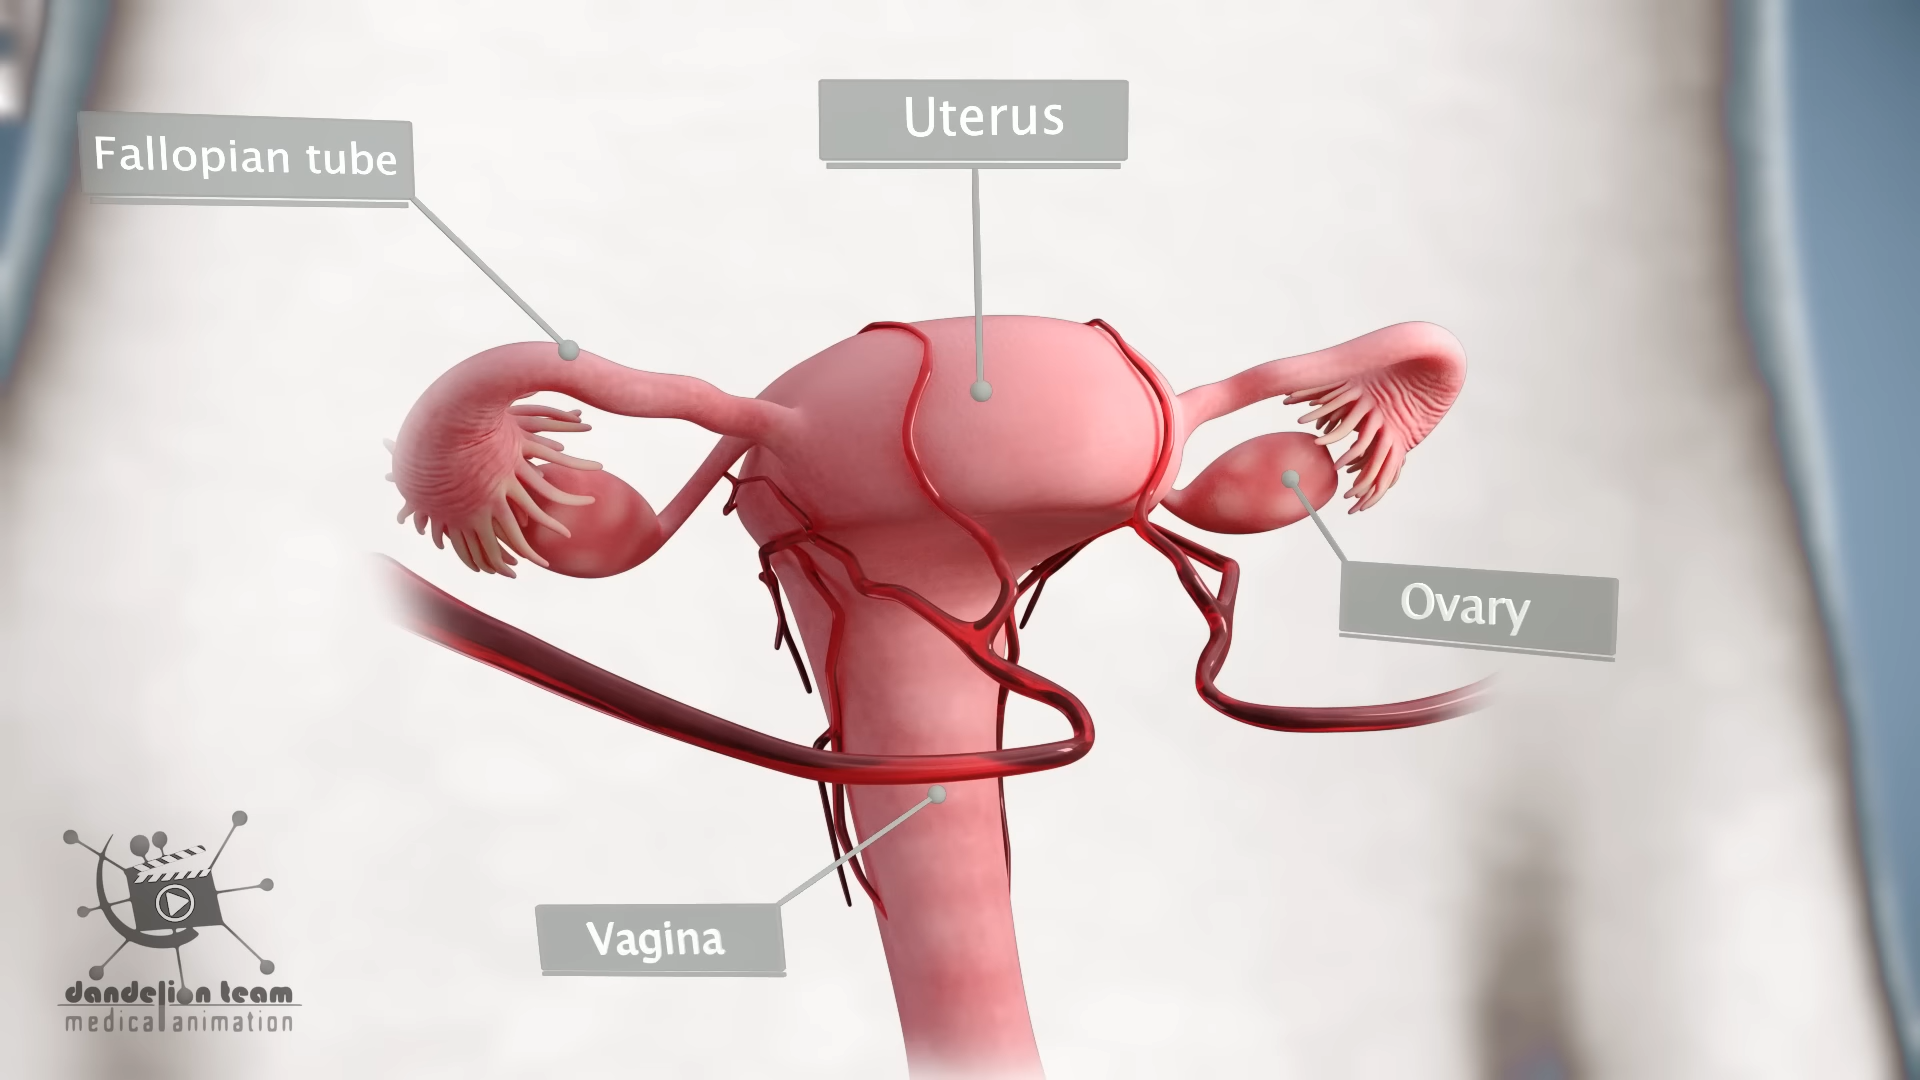 Fallopian tube
Uterus
Ovary
Vagina
dandelion team
medical animation